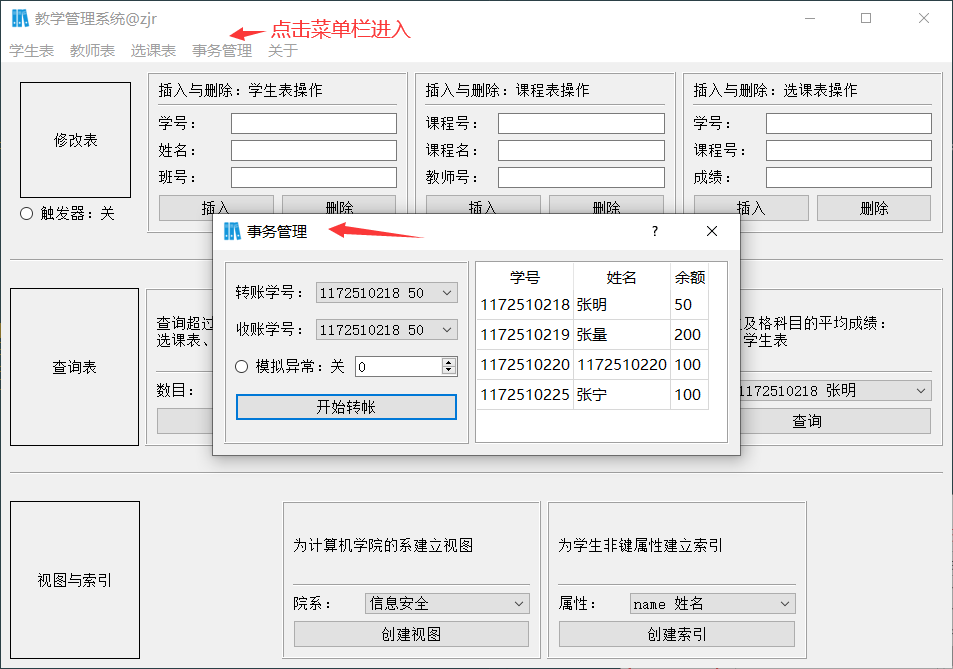 教学管理系统@zjr
点击菜单栏进入
学生表 教师表 选课表 事务管理 关于
修改表
触发器：关
插入与删除：学生表操作
学号：
姓名：
班号：
插入 删除
插入与删除：课程表操作
课程号：
课程名：
教师号：
插入 删除
插入与删除：选课表操作
学号：
课程号：
成绩：
插入 删除
事务管理
?
转账学号： 1172510218 50
收账学号： 1172510218 50
模拟异常：关 0
开始转帐
学号 姓名 余额
1172510218 张明 50
1172510219 张量 200
1172510220 1172510220 100
1172510225 张宁 100
查询表
查询超过
选课表、
数目：
及格科目的平均成绩：
学生表
1172510218 张明
查询
视图与索引
为计算机学院的系建立视图
院系： 信息安全
创建视图
为学生非键属性建立索引
属性： name 姓名
创建索引